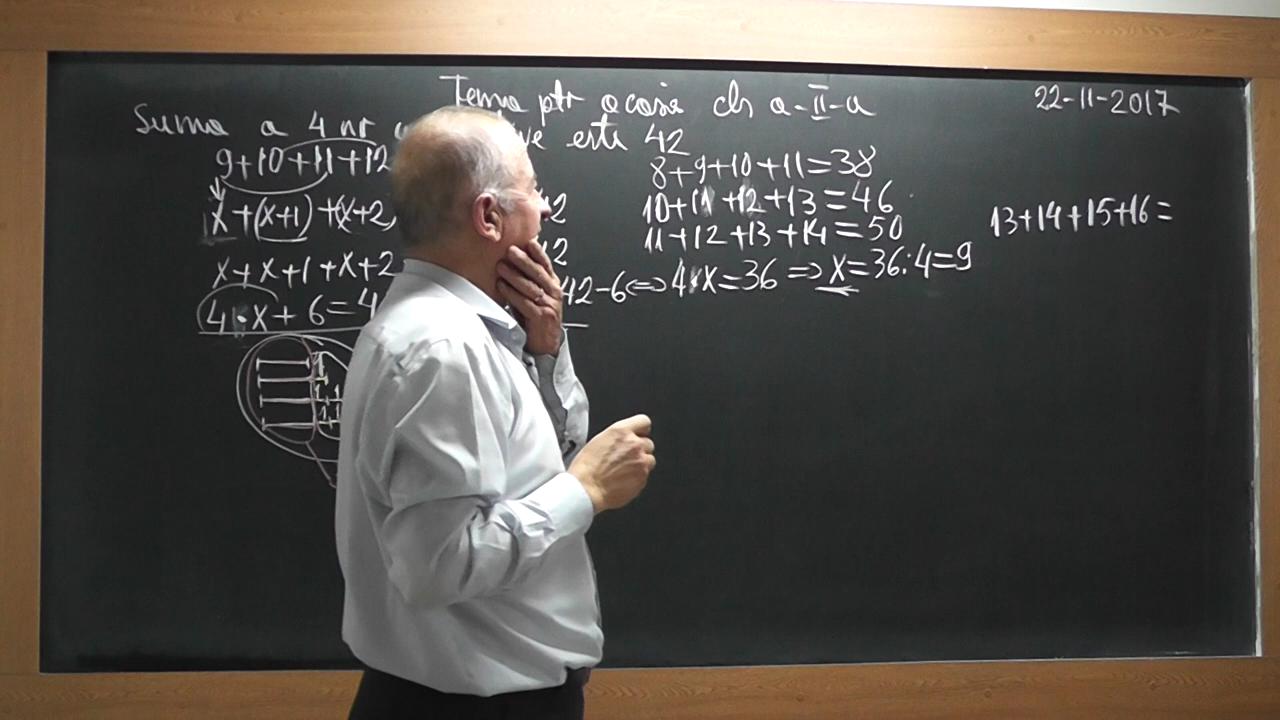 Tema ptr acasa cls a-II-a
22-11-2017
Suma a 4 nr este 42
9+10+11+12
x+(x+1)+(x+2)
x+x+1+x+2
4·x+6=4
8+9+10+11=38
10+11+12+13=46
11+12+13+14=50
42-6⇔4·x=36⇒x=36:4=9
13+14+15+16=